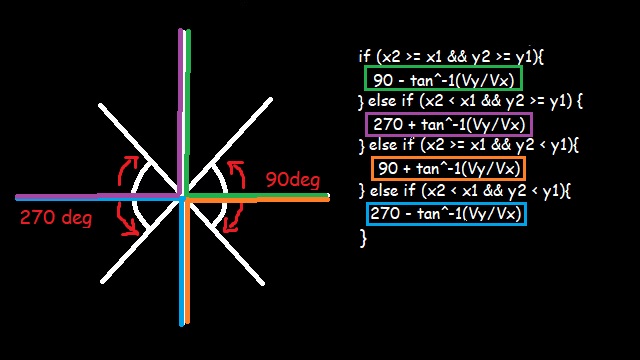 if (x2 >= x1 && y2 >= y1){
90 - tan^-1(Vy/Vx)
} else if (x2 < x1 && y2 >= y1) {
270 + tan^-1(Vy/Vx)
} else if (x2 >= x1 && y2 < y1){
90 + tan^-1(Vy/Vx)
} else if (x2 < x1 && y2 < y1){
270 - tan^-1(Vy/Vx)
}
90deg
270 deg